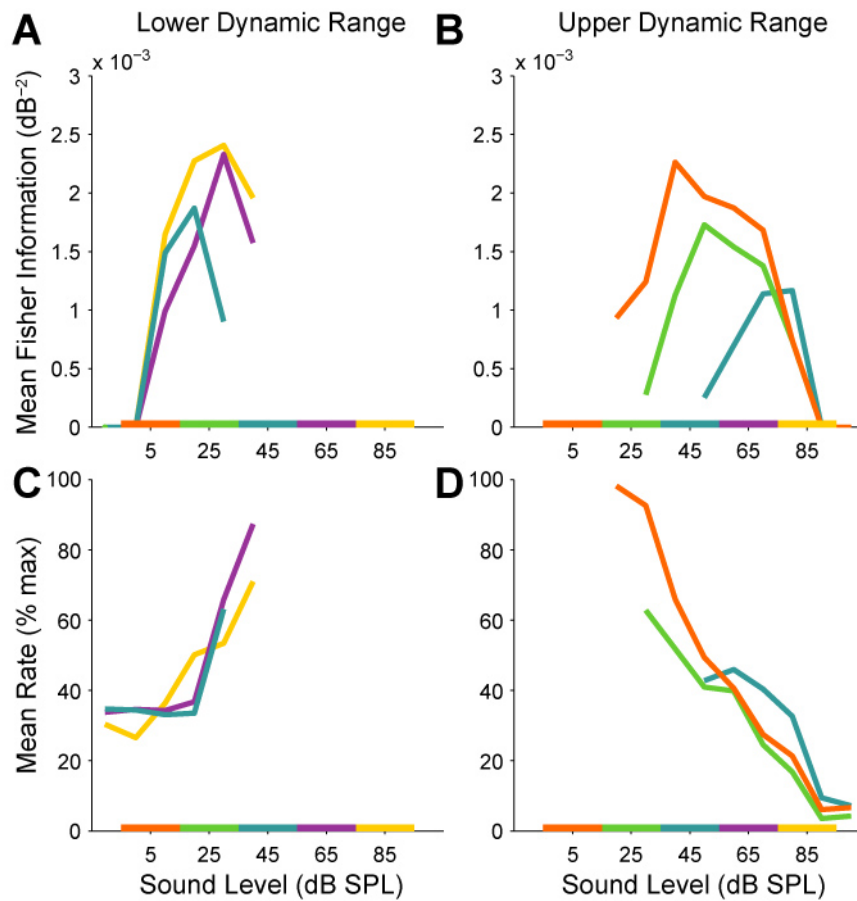 A
Lower Dynamic Range
B
Upper Dynamic Range
x 10⁻³
x 10⁻³
Mean Fisher Information (dB⁻²)
3
2.5
2
1.5
1
0.5
0
5 25 45 65 85
3
2.5
2
1.5
1
0.5
0
5 25 45 65 85
C
D
Mean Rate (% max)
100
80
60
40
20
0
5 25 45 65 85
Sound Level (dB SPL)
100
80
60
40
20
0
5 25 45 65 85
Sound Level (dB SPL)